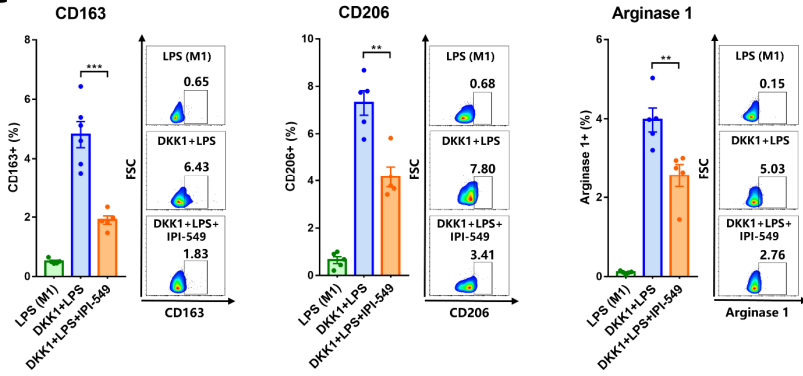 CD163
CD163+ (%)
8
6
4
2
0
***
LPS (M1)
DKK1+LPS
DKK1+LPS+IPI-549
FSC
LPS (M1)
0.65
DKK1+LPS
6.43
DKK1+LPS+
IPI-549
1.83
CD163
CD206
CD206+ (%)
10
8
6
4
2
0
**
LPS (M1)
DKK1+LPS
DKK1+LPS+IPI-549
FSC
LPS (M1)
0.68
DKK1+LPS
7.80
DKK1+LPS+
IPI-549
3.41
CD206
Arginase 1
Arginase 1+ (%)
6
4
2
0
**
LPS (M1)
DKK1+LPS
DKK1+LPS+IPI-549
FSC
LPS (M1)
0.15
DKK1+LPS
5.03
DKK1+LPS+
IPI-549
2.76
Arginase 1